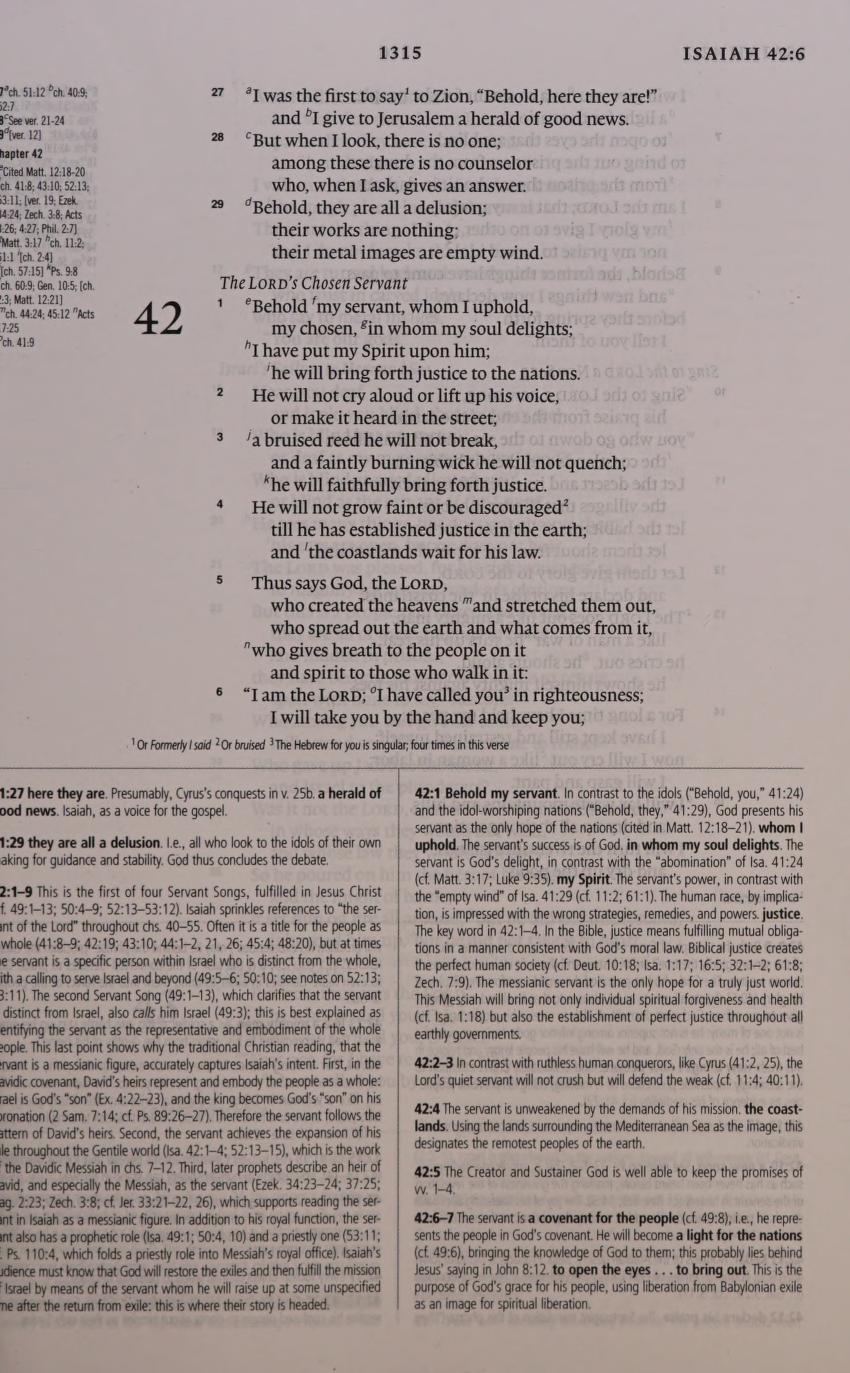 1315 ISAIAH 42:6
ch. 51:12 b ch. 40:9;
52:7
c See ver. 21-24
d [ver. 12]
hapter 42
Cited Matt. 12:18-20
ch. 41:8; 43:10; 52:13;
53:11; [ver. 19; Ezek.
34:24; Zech. 3:8; Acts
:26; 4:27; Phil. 2:7]
Matt. 3:17 h ch. 11:2;
1:1 i [ch. 2:4]
[ch. 57:15] k Ps. 9:8
ch. 60:9; Gen. 10:5; [ch.
:3; Matt. 12:21]
m ch. 44:24; 45:12 n Acts
7:25
ch. 41:9
27 a I was the first to say1 to Zion, “Behold, here they are!”
and b I give to Jerusalem a herald of good news.
28 c But when I look, there is no one;
among these there is no counselor
who, when I ask, gives an answer.
29 d Behold, they are all a delusion;
their works are nothing;
their metal images are empty wind.
The LORD’s Chosen Servant
42
1 e Behold f my servant, whom I uphold,
my chosen, g in whom my soul delights;
h I have put my Spirit upon him;
i he will bring forth justice to the nations.
2 He will not cry aloud or lift up his voice,
or make it heard in the street;
3 j a bruised reed he will not break,
and a faintly burning wick he will not quench;
k he will faithfully bring forth justice.
4 He will not grow faint or be discouraged2
till he has established justice in the earth;
and l the coastlands wait for his law.
5 Thus says God, the LORD,
who created the heavens m and stretched them out,
who spread out the earth and what comes from it,
n who gives breath to the people on it
and spirit to those who walk in it:
6 “I am the LORD; o I have called you3 in righteousness;
I will take you by the hand and keep you;
1 Or Formerly I said 2 Or bruised 3 The Hebrew for you is singular; four times in this verse
1:27 here they are. Presumably, Cyrus’s conquests in v. 25b. a herald of
ood news. Isaiah, as a voice for the gospel.
1:29 they are all a delusion. I.e., all who look to the idols of their own
aking for guidance and stability. God thus concludes the debate.
2:1–9 This is the first of four Servant Songs, fulfilled in Jesus Christ
f. 49:1–13; 50:4–9; 52:13–53:12). Isaiah sprinkles references to “the ser-
ant of the Lord” throughout chs. 40–55. Often it is a title for the people as
whole (41:8–9; 42:19; 43:10; 44:1–2, 21, 26; 45:4; 48:20), but at times
e servant is a specific person within Israel who is distinct from the whole,
ith a calling to serve Israel and beyond (49:5–6; 50:10; see notes on 52:13;
3:11). The second Servant Song (49:1–13), which clarifies that the servant
distinct from Israel, also calls him Israel (49:3); this is best explained as
entifying the servant as the representative and embodiment of the whole
eople. This last point shows why the traditional Christian reading, that the
rvant is a messianic figure, accurately captures Isaiah’s intent. First, in the
avidic covenant, David’s heirs represent and embody the people as a whole:
rael is God’s “son” (Ex. 4:22–23), and the king becomes God’s “son” on his
oronation (2 Sam. 7:14; cf. Ps. 89:26–27). Therefore the servant follows the
attern of David’s heirs. Second, the servant achieves the expansion of his
le throughout the Gentile world (Isa. 42:1–4; 52:13–15), which is the work
the Davidic Messiah in chs. 7–12. Third, later prophets describe an heir of
avid, and especially the Messiah, as the servant (Ezek. 34:23–24; 37:25;
ag. 2:23; Zech. 3:8; cf. Jer. 33:21–22, 26), which supports reading the ser-
ant in Isaiah as a messianic figure. In addition to his royal function, the ser-
ant also has a prophetic role (Isa. 49:1; 50:4, 10) and a priestly one (53:11;
Ps. 110:4, which folds a priestly role into Messiah’s royal office). Isaiah’s
udience must know that God will restore the exiles and then fulfill the mission
Israel by means of the servant whom he will raise up at some unspecified
me after the return from exile: this is where their story is headed.
42:1 Behold my servant. In contrast to the idols (“Behold, you,” 41:24)
and the idol-worshiping nations (“Behold, they,” 41:29), God presents his
servant as the only hope of the nations (cited in Matt. 12:18–21). whom I
uphold. The servant’s success is of God. in whom my soul delights. The
servant is God’s delight, in contrast with the “abomination” of Isa. 41:24
(cf. Matt. 3:17; Luke 9:35). my Spirit. The servant’s power, in contrast with
the “empty wind” of Isa. 41:29 (cf. 11:2; 61:1). The human race, by implica-
tion, is impressed with the wrong strategies, remedies, and powers. justice.
The key word in 42:1–4. In the Bible, justice means fulfilling mutual obliga-
tions in a manner consistent with God’s moral law. Biblical justice creates
the perfect human society (cf. Deut. 10:18; Isa. 1:17; 16:5; 32:1–2; 61:8;
Zech. 7:9). The messianic servant is the only hope for a truly just world.
This Messiah will bring not only individual spiritual forgiveness and health
(cf. Isa. 1:18) but also the establishment of perfect justice throughout all
earthly governments.
42:2–3 In contrast with ruthless human conquerors, like Cyrus (41:2, 25), the
Lord’s quiet servant will not crush but will defend the weak (cf. 11:4; 40:11).
42:4 The servant is unweakened by the demands of his mission. the coast-
lands. Using the lands surrounding the Mediterranean Sea as the image, this
designates the remotest peoples of the earth.
42:5 The Creator and Sustainer God is well able to keep the promises of
vv. 1–4.
42:6–7 The servant is a covenant for the people (cf. 49:8), i.e., he repre-
sents the people in God’s covenant. He will become a light for the nations
(cf. 49:6), bringing the knowledge of God to them; this probably lies behind
Jesus’ saying in John 8:12. to open the eyes . . . to bring out. This is the
purpose of God’s grace for his people, using liberation from Babylonian exile
as an image for spiritual liberation.